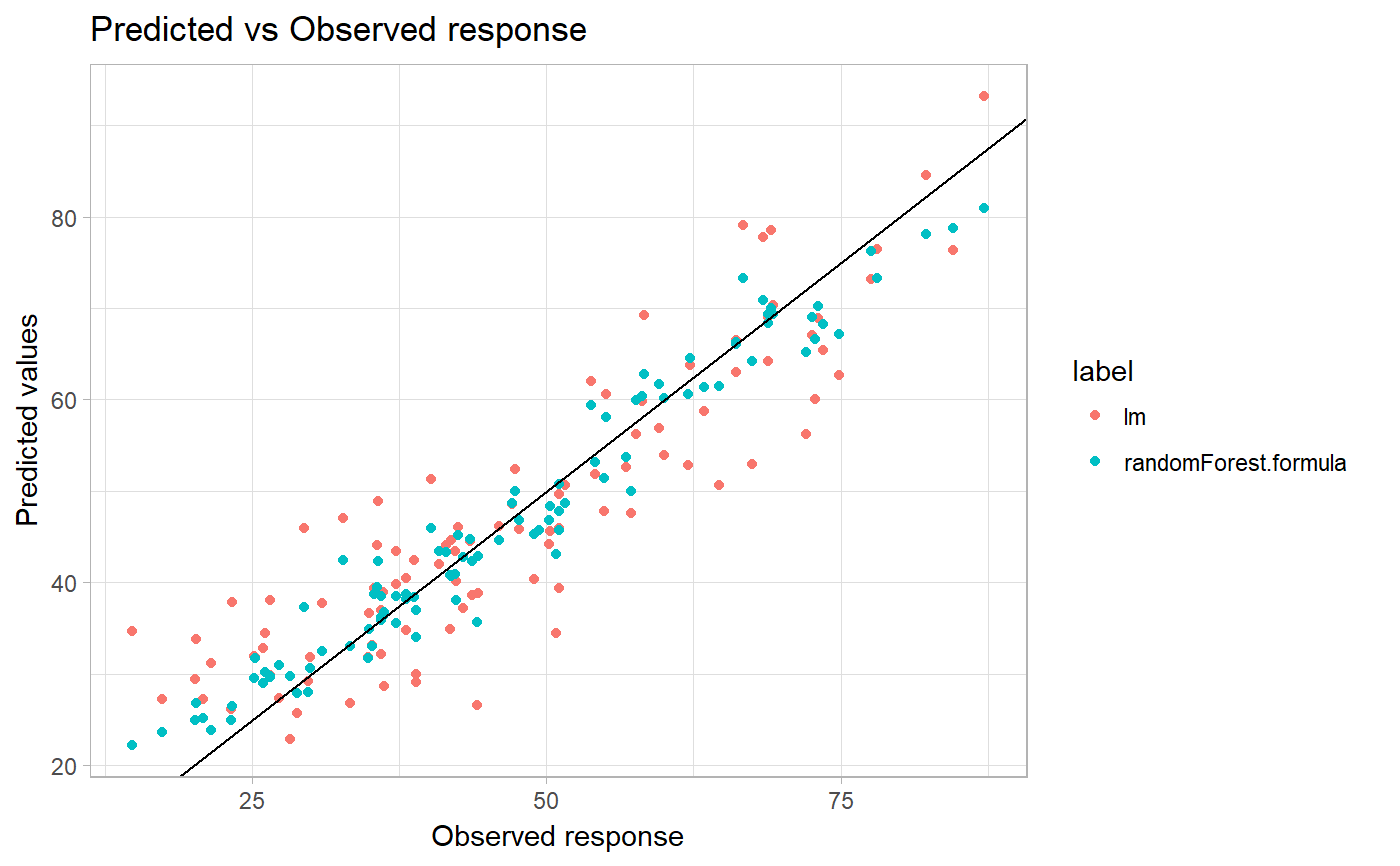 Predicted vs Observed response
Predicted values
80
60
40
20
25
50
75
Observed response
label
lm
randomForest.formula